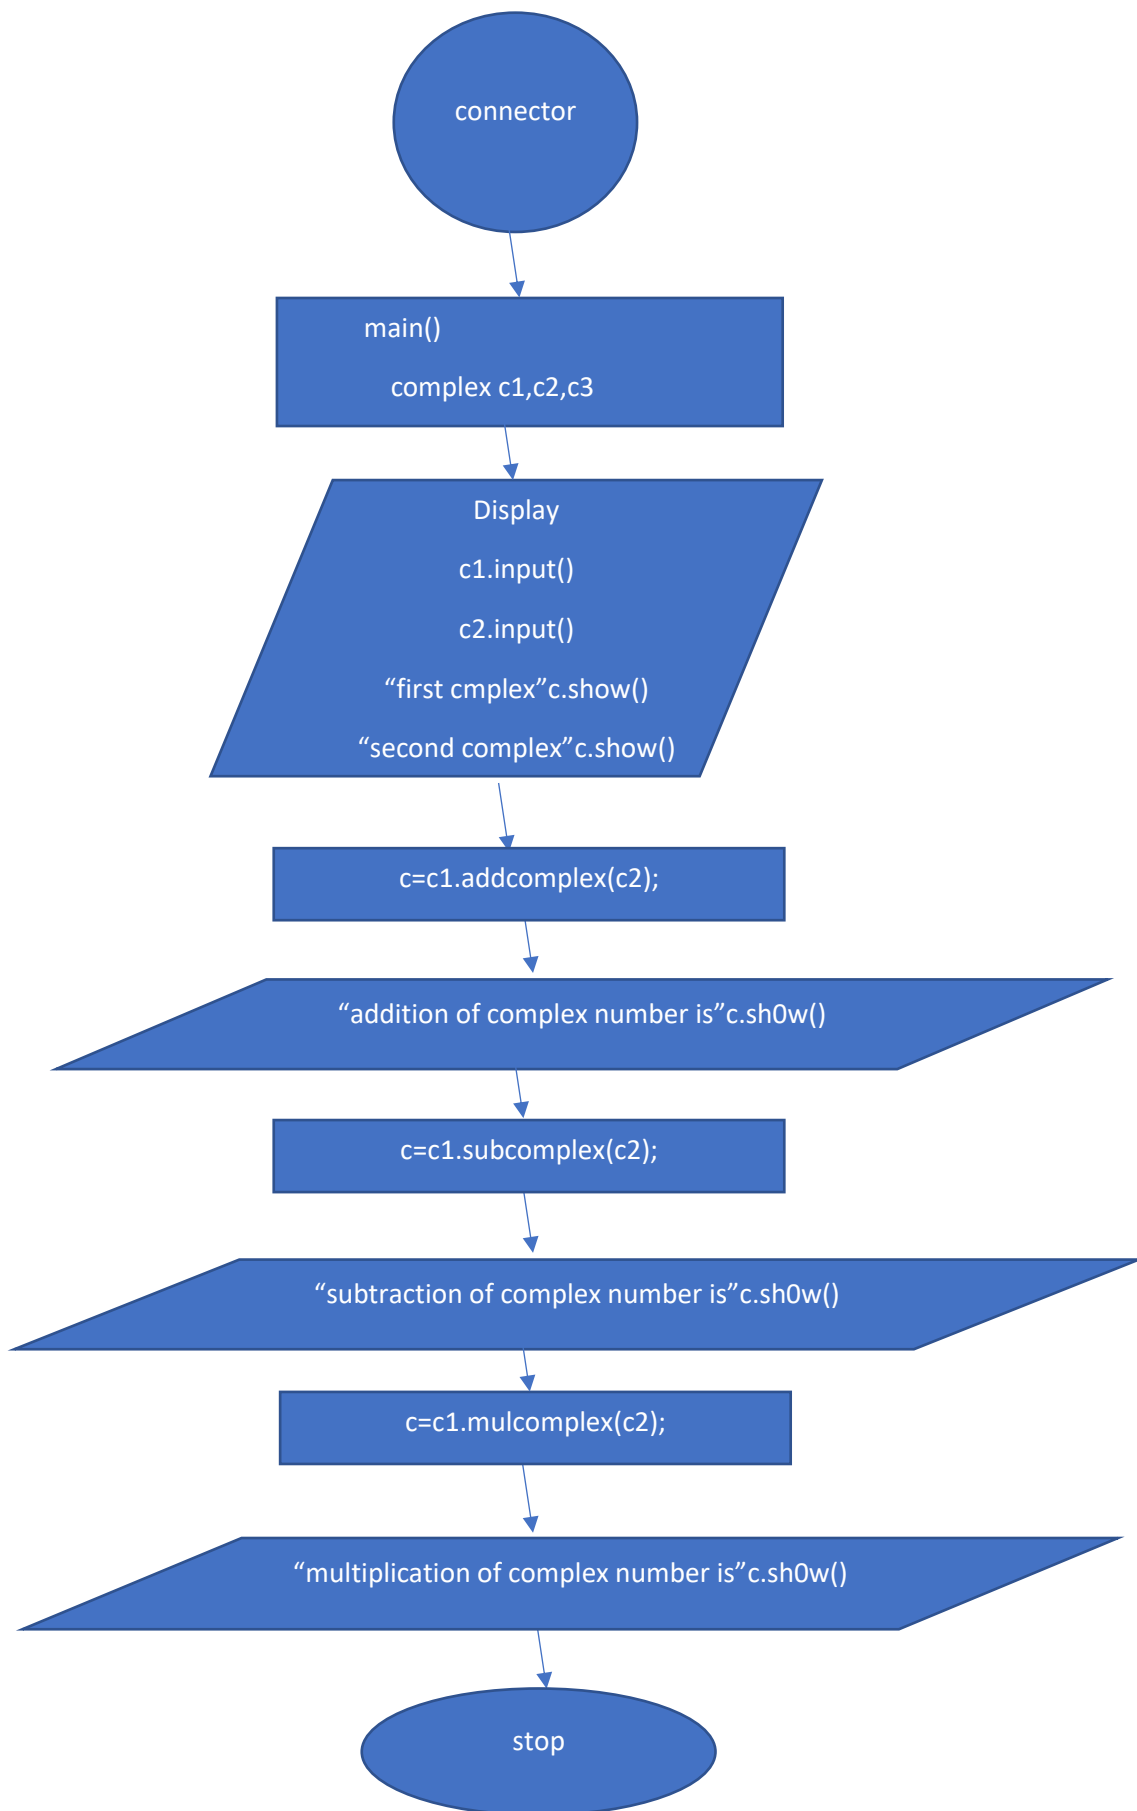 connector
main()
complex c1,c2,c3
Display
c1.input()
c2.input()
“first cmplex”c.show()
“second complex”c.show()
c=c1.addcomplex(c2);
“addition of complex number is”c.sh0w()
c=c1.subcomplex(c2);
“subtraction of complex number is”c.sh0w()
c=c1.mulcomplex(c2);
“multiplication of complex number is”c.sh0w()
stop